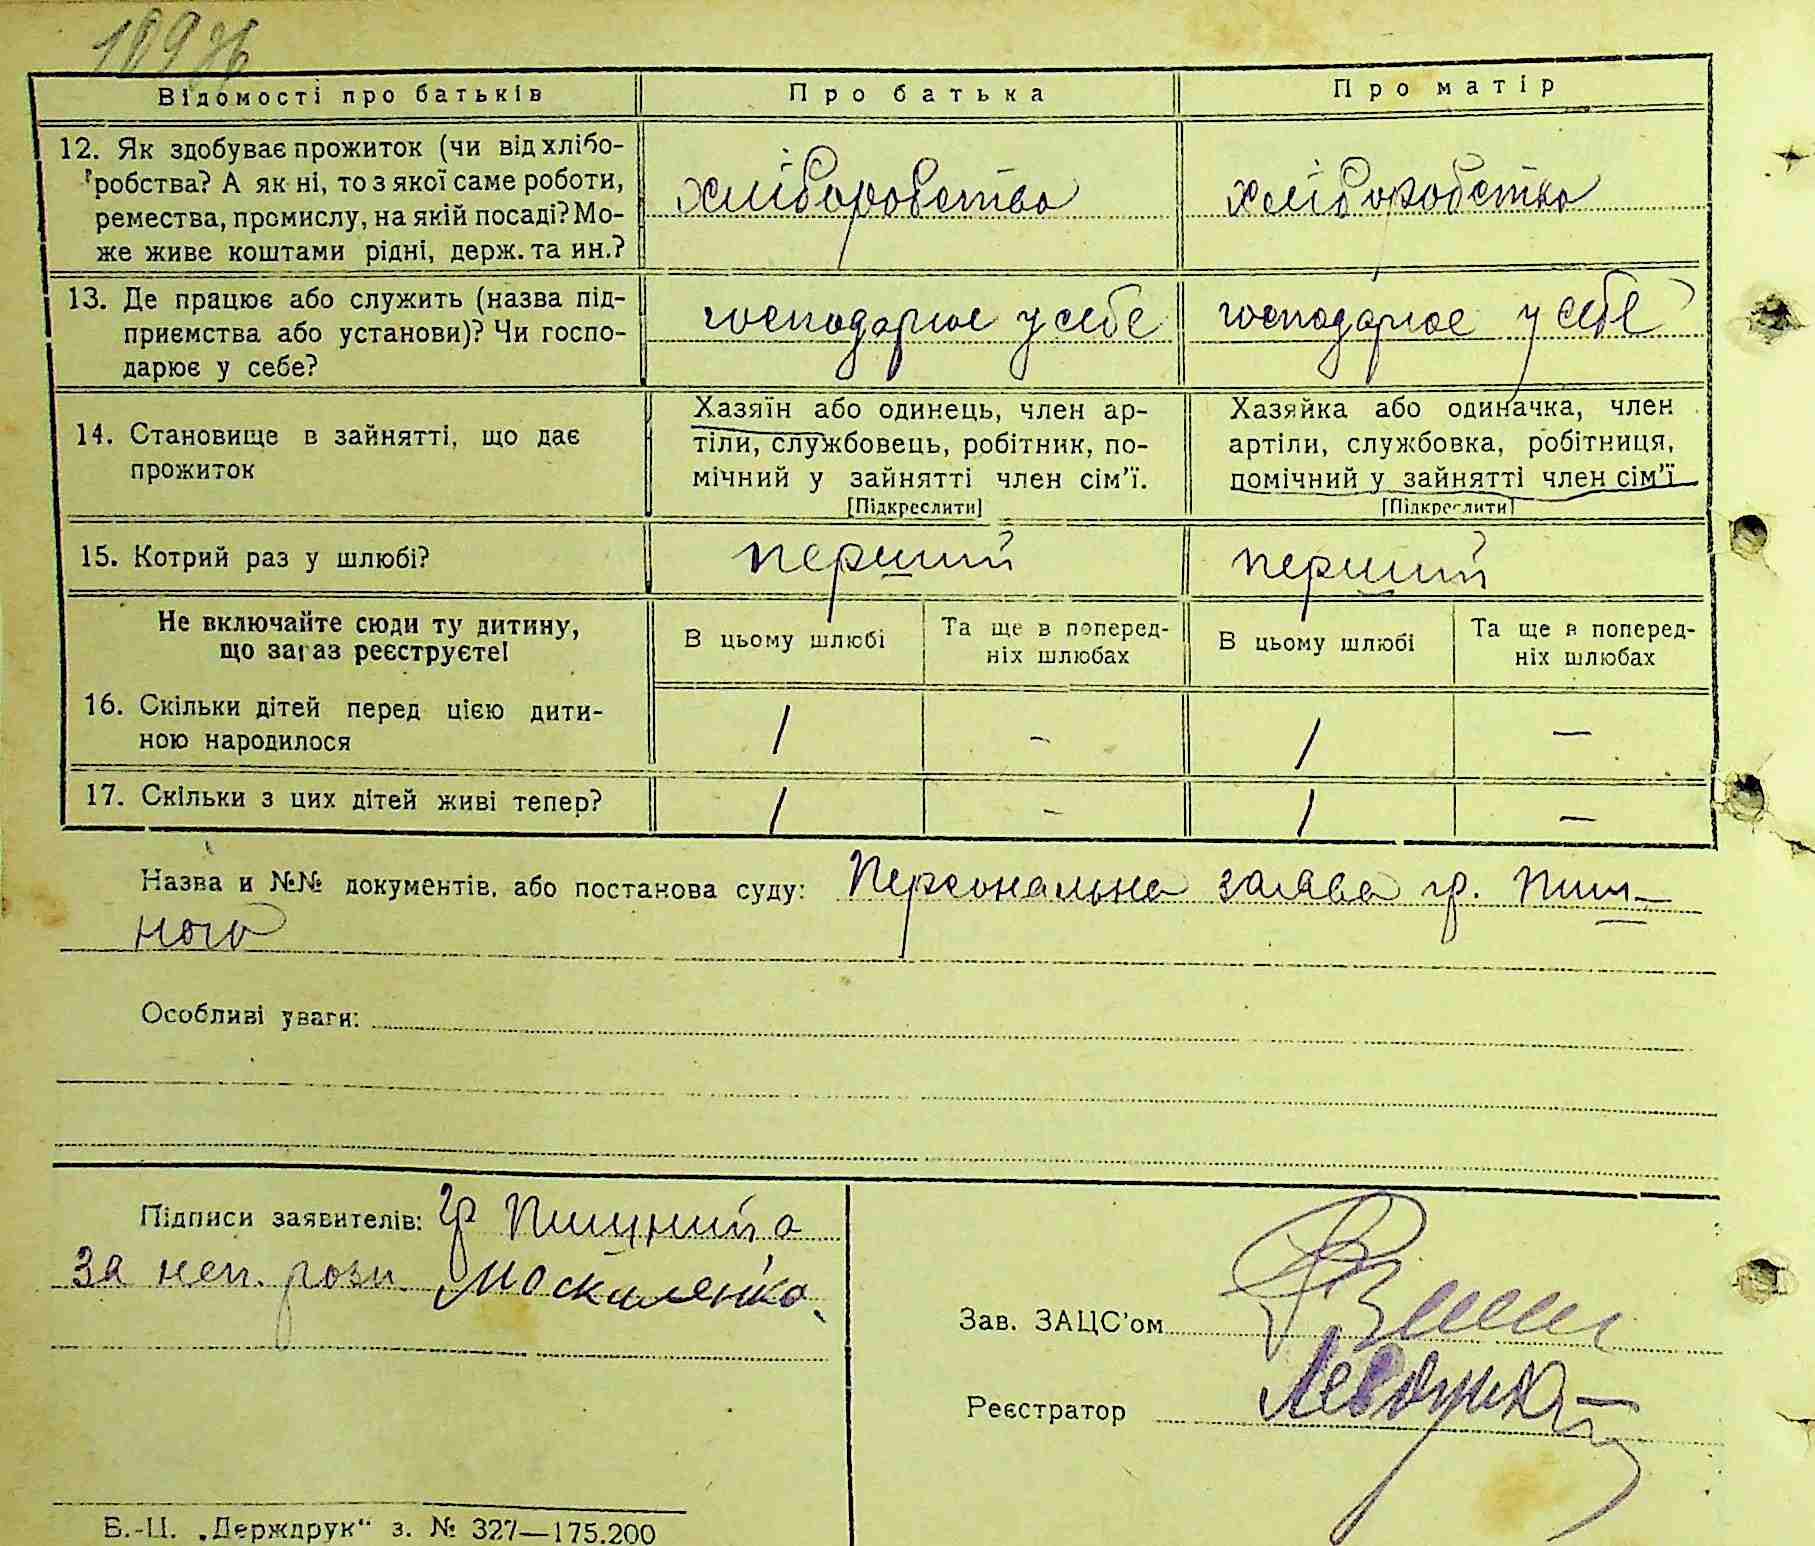 Відомості про батьків
Про батька
Про матір
12. Як здобуває прожиток (чи від хлібо-
робства? А як ні, то з якої саме роботи,
ремества, промислу, на якій посаді? Мо-
же живе коштами рідні, держ. та ин.?
хліборобство
хліборобство
13. Де працює або служить (назва під-
приємства або установи)? Чи госпо-
дарює у себе?
господарює у себе
господарює у себе
14. Становище в зайнятті, що дає
прожиток
Хазяїн або одинець, член ар-
тіли, службовець, робітник, по-
мічний у зайнятті член сім'ї.
[Підкреслити]
Хазяйка або одиначка, член
артіли, службовка, робітниця,
помічний у зайнятті член сім'ї
[Підкреслити]
15. Котрий раз у шлюбі?
перший
перший
Не включайте сюди ту дитину,
що зараз реєструєте!
В цьому шлюбі
Та ще в поперед-
ніх шлюбах
В цьому шлюбі
Та ще в поперед-
ніх шлюбах
16. Скільки дітей перед цією дити-
ною народилося
1
-
1
—
17. Скільки з цих дітей живі тепер?
1
-
1
—
Назва и №№ документів, або постанова суду: Персональна заява гр. Пиш-
ного
Особливі уваги:
Підписи заявителів: гр Пишний а
за неп. розп. Москаленко
Зав. ЗАЦС'ом
Реєстратор
Б.-Ц. „Держдрук“ з. № 327—175.200